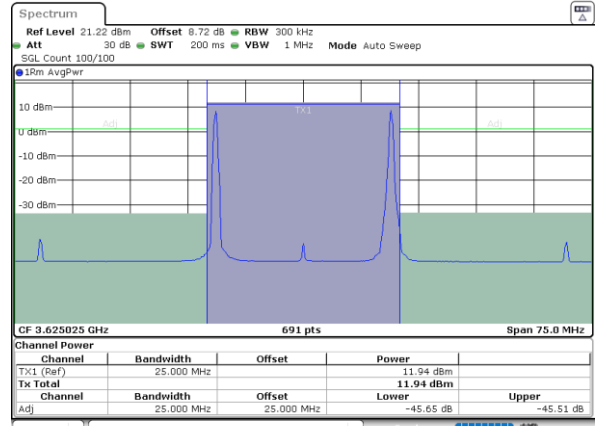 Spectrum
Ref Level 21.22 dBm Offset 8.72 dB RBW 300 kHz
Att 30 dB SWT 200 ms VBW 1 MHz Mode Auto Sweep
SGL Count 100/100
1Rm AvgPwr
10 dBm
TX1
Adj Adj
0 dBm
-10 dBm
-20 dBm
-30 dBm
CF 3.625025 GHz 691 pts Span 75.0 MHz
Channel Power
Channel Bandwidth Offset Power
TX1 (Ref) 25.000 MHz 11.94 dBm
Tx Total 11.94 dBm
Channel Bandwidth Offset Lower Upper
Adj 25.000 MHz 25.000 MHz -45.65 dB -45.51 dB